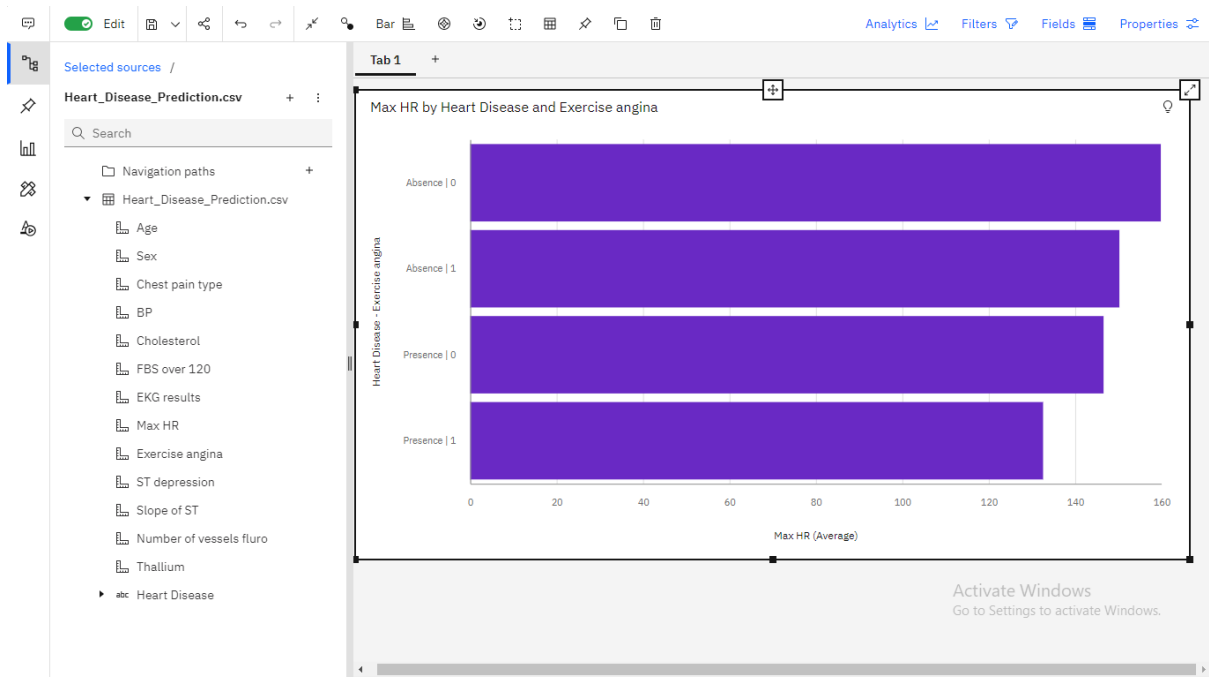 Edit
Bar
Analytics
Filters
Fields
Properties
Selected sources /
Heart_Disease_Prediction.csv
Search
Navigation paths
Heart_Disease_Prediction.csv
Age
Sex
Chest pain type
BP
Cholesterol
FBS over 120
EKG results
Max HR
Exercise angina
ST depression
Slope of ST
Number of vessels fluro
Thallium
abc Heart Disease
Tab 1
Max HR by Heart Disease and Exercise angina
Heart Disease - Exercise angina
Absence | 0
Absence | 1
Presence | 0
Presence | 1
0 20 40 60 80 100 120 140 160
Max HR (Average)
Activate Windows
Go to Settings to activate Windows.